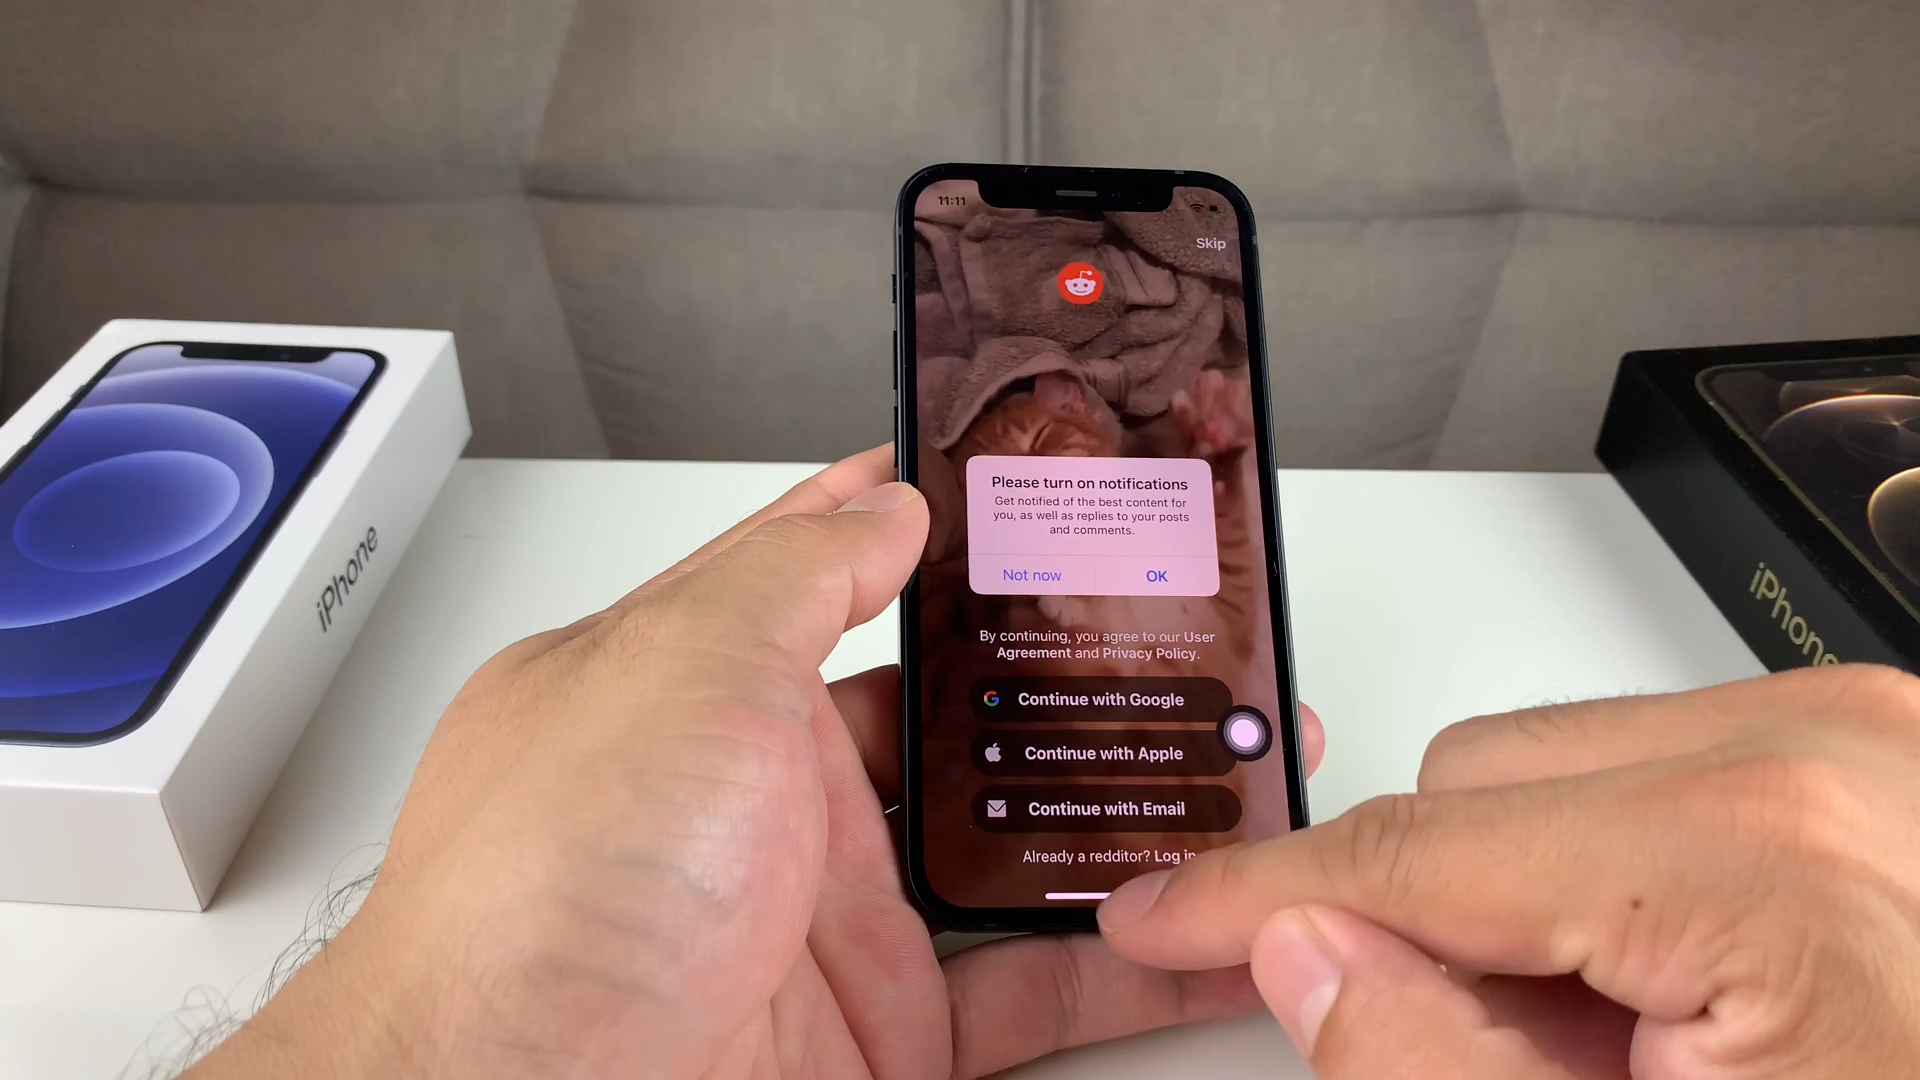 11:11
Skip
Please turn on notifications
Get notified of the best content for
you, as well as replies to your posts
and comments.
Not now
OK
By continuing, you agree to our User
Agreement and Privacy Policy.
Continue with Google
Continue with Apple
Continue with Email
Already a redditor? Log in
iPhone
iPhone